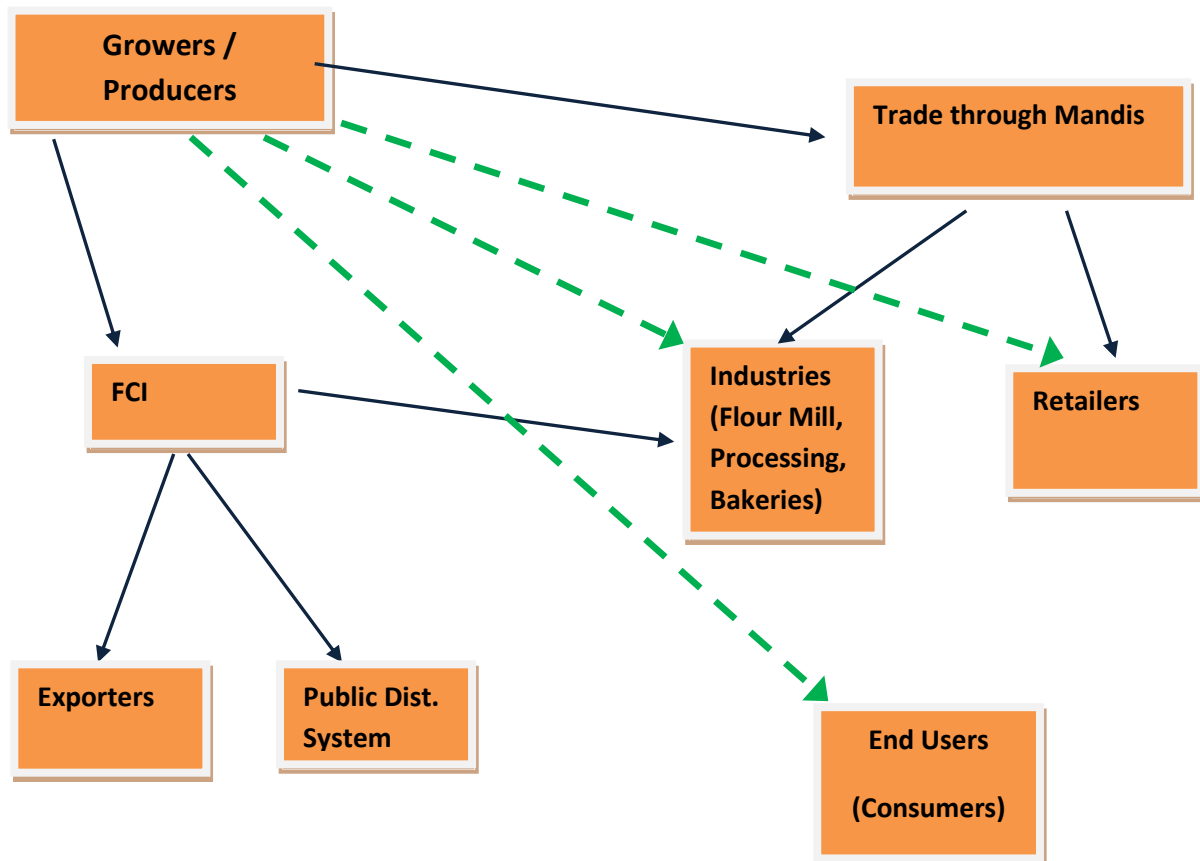 Growers /
Producers
Trade through Mandis
FCI
Industries
(Flour Mill,
Processing,
Bakeries)
Retailers
Exporters
Public Dist.
System
End Users
(Consumers)